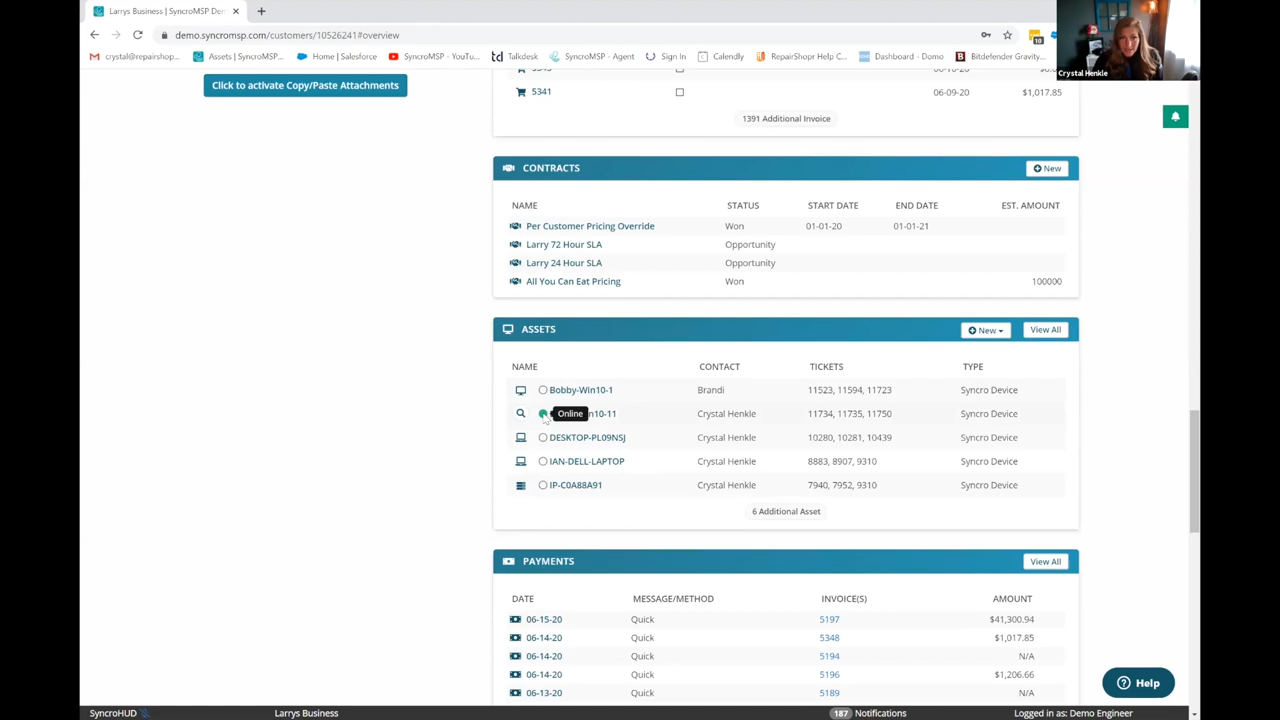 Larrys Business | SyncroMSP Dem
demo.syncromsp.com/customers/10526241#overview
crystal@repairshop...
Assets | SyncroMSP...
Home | Salesforce
SyncroMSP - YouTu...
Talkdesk
SyncroMSP - Agent
Sign In
Calendly
RepairShopr Help C...
Dashboard - Domo
Bitdefender Gravity...
10
Crystal Henkle
Click to activate Copy/Paste Attachments
5341 06-09-20 $1,017.85
1391 Additional Invoice
CONTRACTS New
NAME STATUS START DATE END DATE EST. AMOUNT
Per Customer Pricing Override Won 01-01-20 01-01-21
Larry 72 Hour SLA Opportunity
Larry 24 Hour SLA Opportunity
All You Can Eat Pricing Won 100000
ASSETS New View All
NAME CONTACT TICKETS TYPE
Bobby-Win10-1 Brandi 11523, 11594, 11723 Syncro Device
Online n10-11 Crystal Henkle 11734, 11735, 11750 Syncro Device
DESKTOP-PL09NSJ Crystal Henkle 10280, 10281, 10439 Syncro Device
IAN-DELL-LAPTOP Crystal Henkle 8883, 8907, 9310 Syncro Device
IP-C0A88A91 Crystal Henkle 7940, 7952, 9310 Syncro Device
6 Additional Asset
PAYMENTS View All
DATE MESSAGE/METHOD INVOICE(S) AMOUNT
06-15-20 Quick 5197 $41,300.94
06-14-20 Quick 5348 $1,017.85
06-14-20 Quick 5194 N/A
06-14-20 Quick 5196 $1,206.66
06-13-20 Quick 5189 N/A
Help
SyncroHUD Larrys Business 187 Notifications Logged in as: Demo Engineer